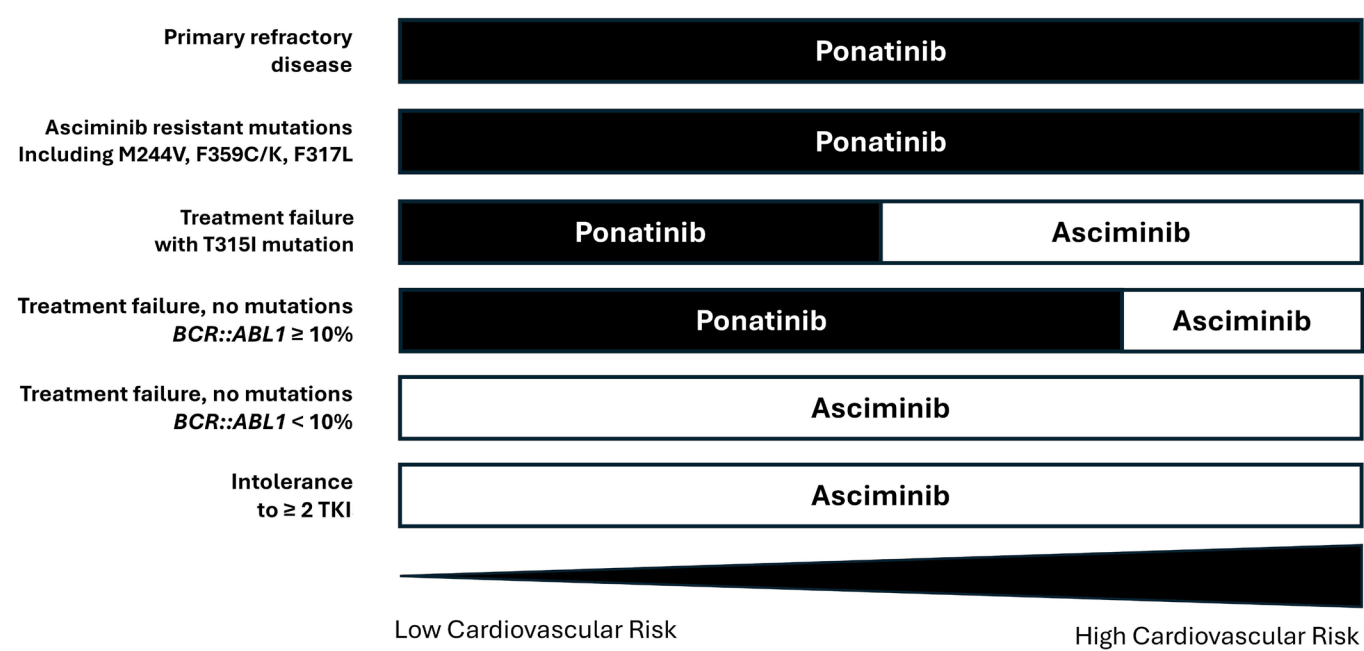 Primary refractory
disease
Ponatinib
Asciminib resistant mutations
Including M244V, F359C/K, F317L
Ponatinib
Treatment failure
with T315I mutation
Ponatinib
Asciminib
Treatment failure, no mutations
BCR::ABL1 ≥ 10%
Ponatinib
Asciminib
Treatment failure, no mutations
BCR::ABL1 < 10%
Asciminib
Intolerance
to ≥ 2 TKI
Asciminib
Low Cardiovascular Risk
High Cardiovascular Risk